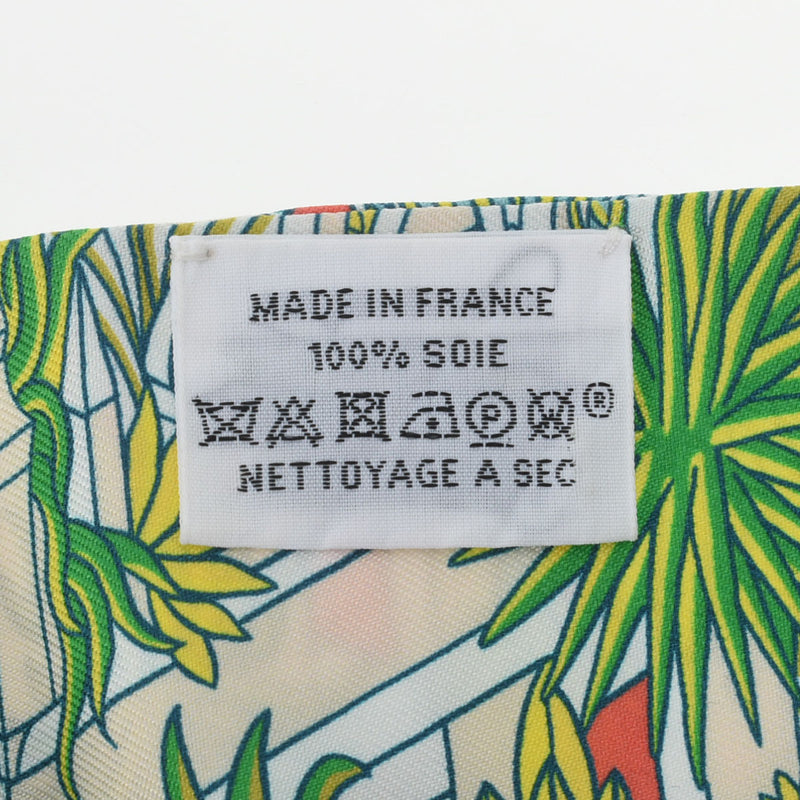 MADE IN FRANCE
100% SOIE
P W ®
NETTOYAGE À SEC